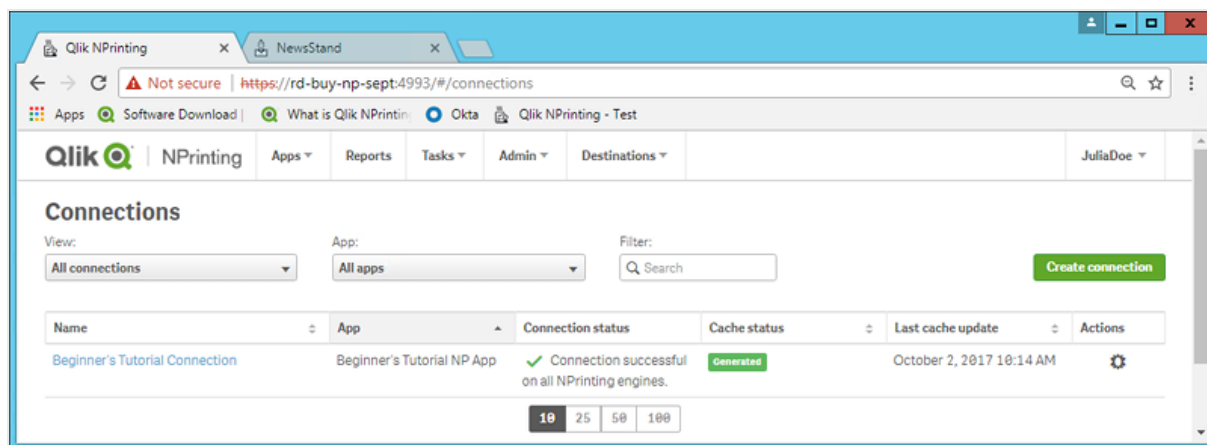 Qlik NPrinting
NewsStand
Not secure | https://rd-buy-np-sept:4993/#/connections
Apps Software Download | What is Qlik NPrintin Okta Qlik NPrinting - Test
Qlik NPrinting Apps Reports Tasks Admin Destinations JuliaDoe
Connections
View: App: Filter:
All connections All apps Search Create connection
Name App Connection status Cache status Last cache update Actions
Beginner's Tutorial Connection Beginner's Tutorial NP App Connection successful Generated October 2, 2017 10:14 AM
on all NPrinting engines.
10 25 50 100